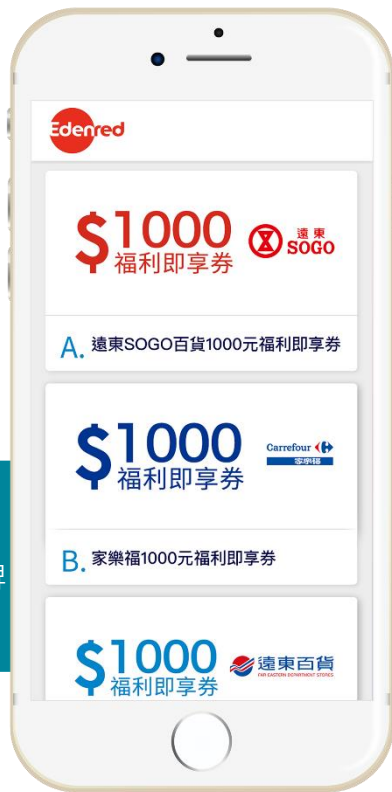 Edenred
$1000
福利即享券
遠東
SOGO
A. 遠東SOGO百貨1000元福利即享券
$1000
福利即享券
Carrefour
家樂福
B. 家樂福1000元福利即享券
$1000
福利即享券
遠東百貨
FAR EASTERN DEPARTMENT STORES